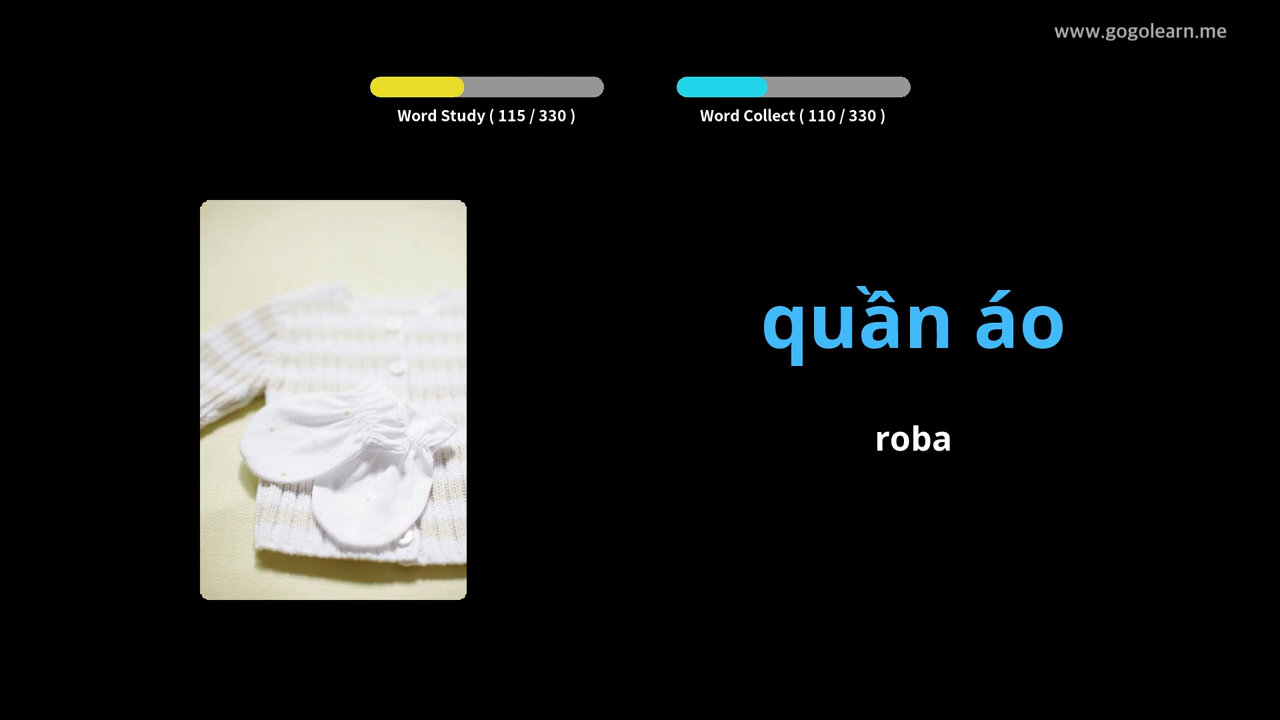 www.gogolearn.me
Word Study ( 115 / 330 )
Word Collect ( 110 / 330 )
quần áo
roba